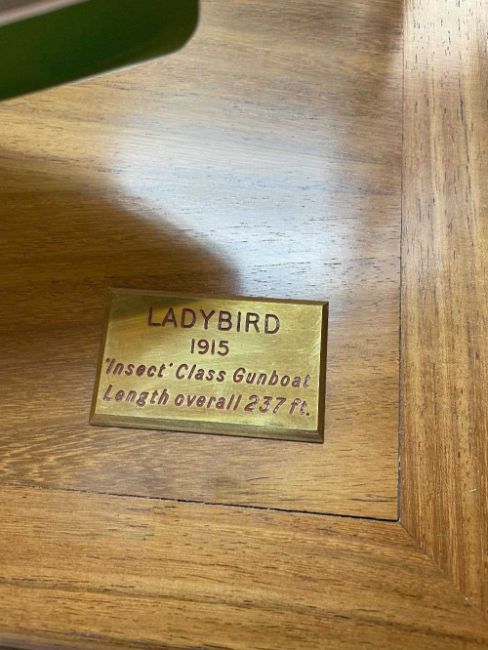 LADYBIRD
1915
'Insect' Class Gunboat
Length overall 237 ft.